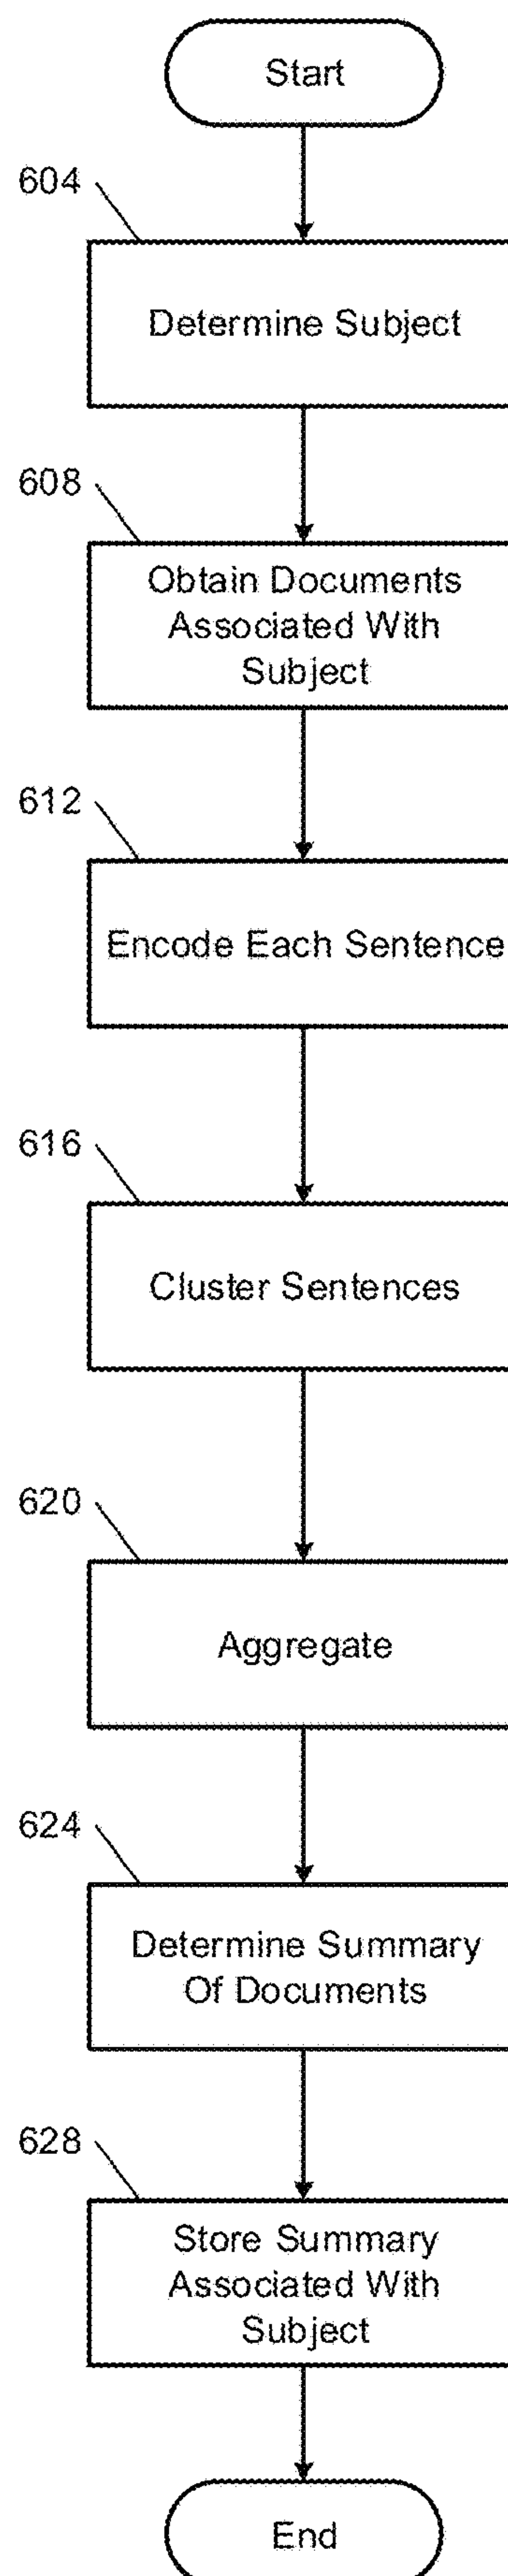 Start
604
Determine Subject
608
Obtain Documents
Associated With
Subject
612
Encode Each Sentence
616
Cluster Sentences
620
Aggregate
624
Determine Summary
Of Documents
628
Store Summary
Associated With
Subject
End